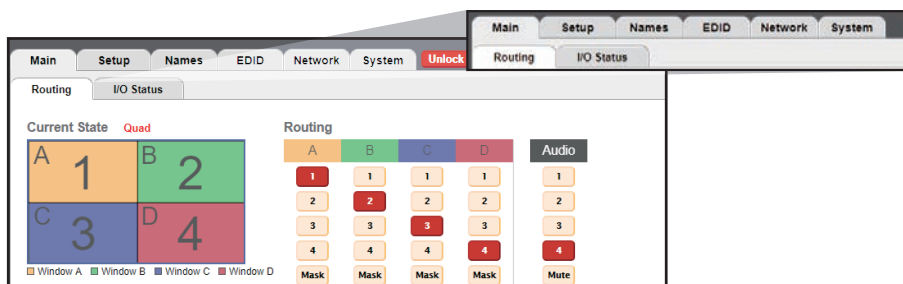 Main Setup Names EDID Network System
Routing I/O Status
Main Setup Names EDID Network System Unlock
Routing I/O Status
Current State Quad
Routing
A B C D Audio
A 1 B 2
C 3 D 4
1 1 1 1 1
2 2 2 2 2
3 3 3 3 3
4 4 4 4 4
Mask Mask Mask Mask Mute
Window A Window B Window C Window D